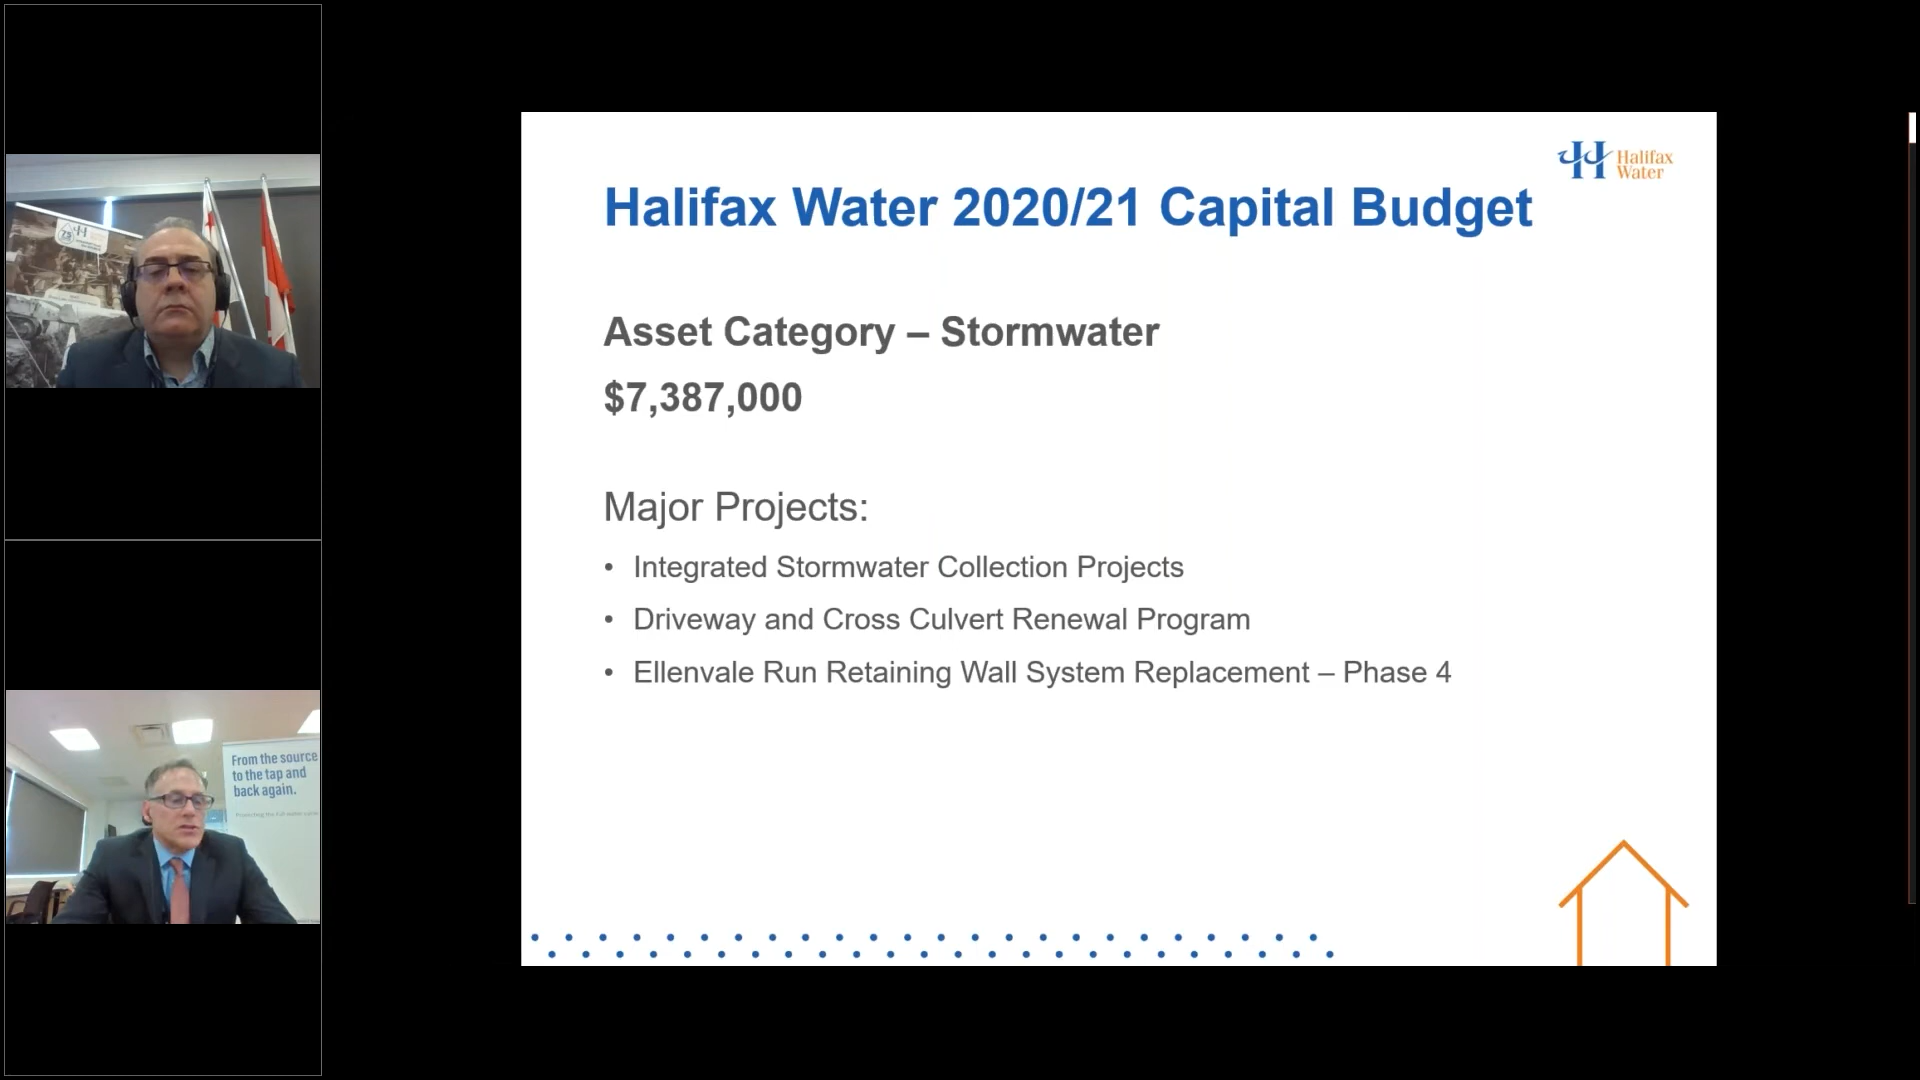 Halifax
Water
Halifax Water 2020/21 Capital Budget
Asset Category – Stormwater
$7,387,000
Major Projects:
• Integrated Stormwater Collection Projects
• Driveway and Cross Culvert Renewal Program
• Ellenvale Run Retaining Wall System Replacement – Phase 4
75
From the source
to the tap and
back again.